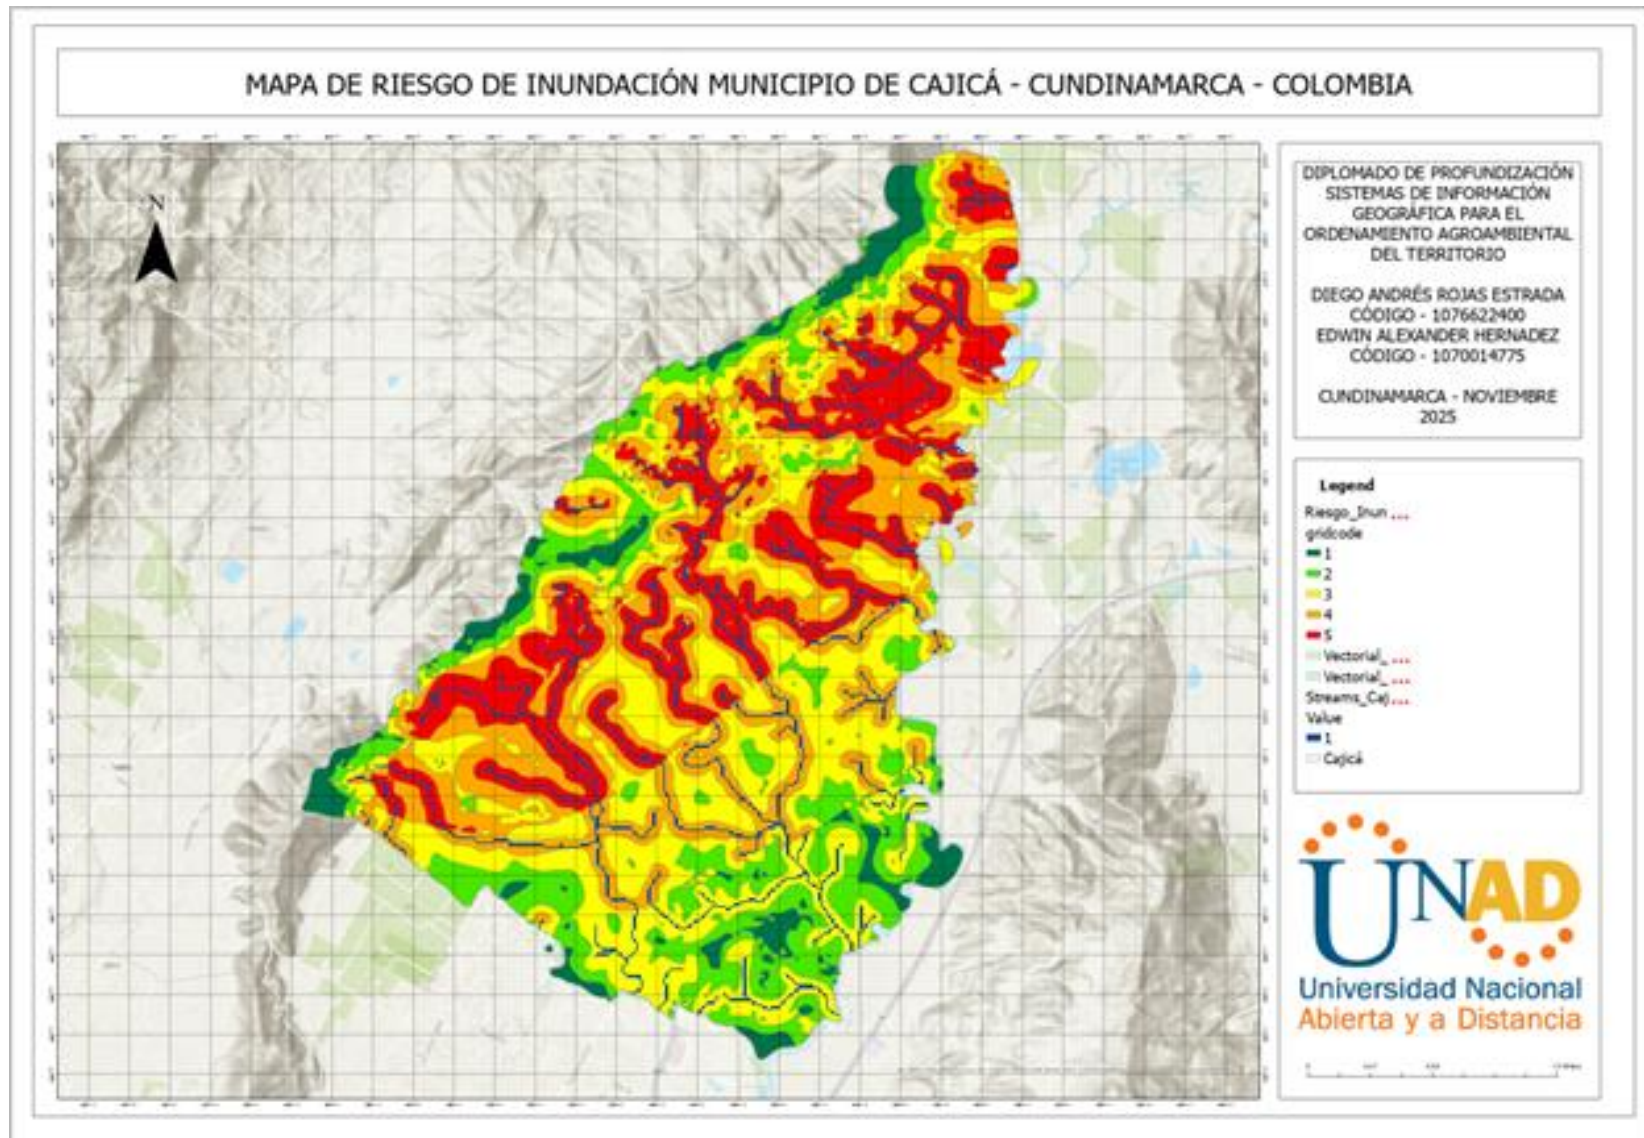 MAPA DE RIESGO DE INUNDACIÓN MUNICIPIO DE CAJICÁ - CUNDINAMARCA - COLOMBIA
N
DIPLOMADO DE PROFUNDIZACIÓN
SISTEMAS DE INFORMACIÓN
GEOGRÁFICA PARA EL
ORDENAMIENTO AGROAMBIENTAL
DEL TERRITORIO
DIEGO ANDRÉS ROJAS ESTRADA
CÓDIGO - 1076622400
EDWIN ALEXANDER HERNADEZ
CÓDIGO - 1070014775
CUNDINAMARCA - NOVIEMBRE
2025
Legend
Riesgo_Inun ...
gridcode
1
2
3
4
5
Vectorial_ ...
Vectorial_ ...
Streams_Caj...
Value
1
Cajicá
UNAD
Universidad Nacional
Abierta y a Distancia